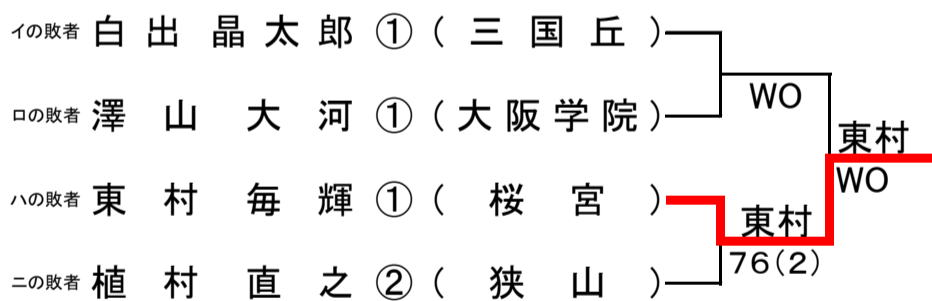 イの敗者 白出 晶太郎 ① ( 三国丘 )
WO
ロの敗者 澤山 大河 ① ( 大阪学院 )
東村
WO
ハの敗者 東村 毎輝 ① ( 桜宮 )
東村
76(2)
ニの敗者 植村 直之 ② ( 狭山 )